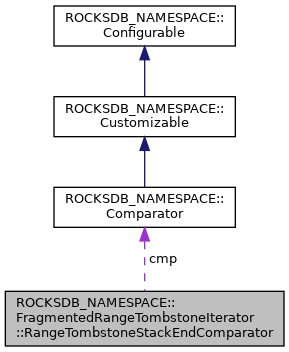 ROCKSDB_NAMESPACE::
Configurable
ROCKSDB_NAMESPACE::
Customizable
ROCKSDB_NAMESPACE::
Comparator
cmp
ROCKSDB_NAMESPACE::
FragmentedRangeTombstoneIterator
::RangeTombstoneStackEndComparator